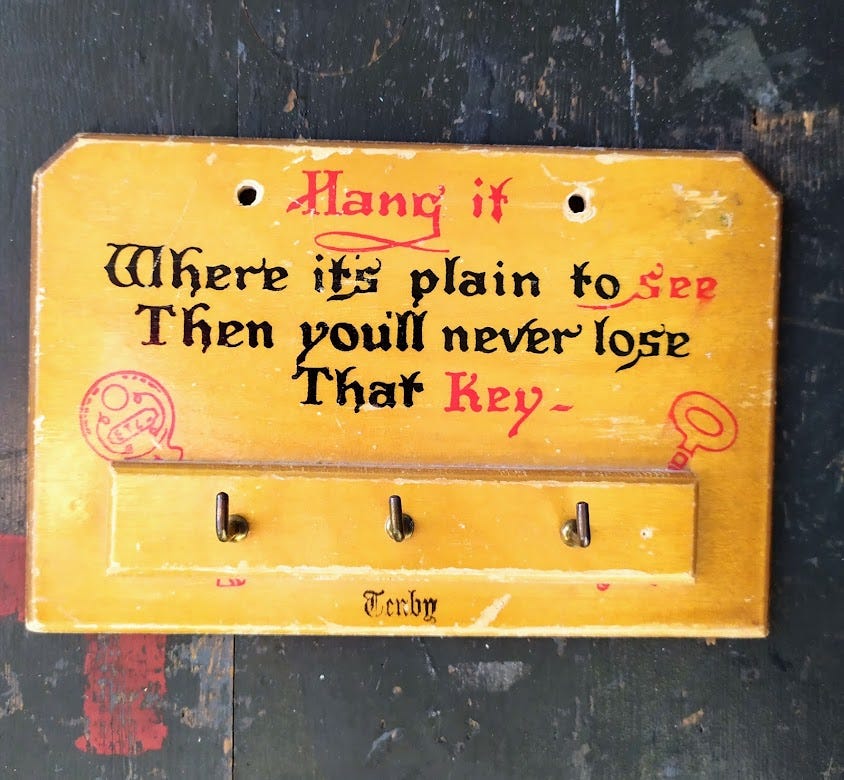 Hang it
Where it's plain to see
Then you'll never lose
That Key-
Tenby